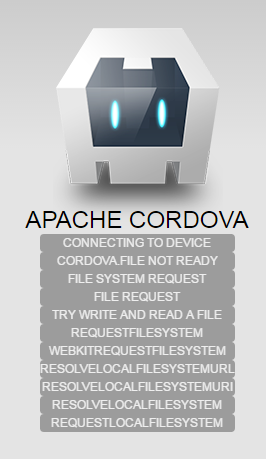 APACHE CORDOVA
CONNECTING TO DEVICE
CORDOVA.FILE NOT READY
FILE SYSTEM REQUEST
FILE REQUEST
TRY WRITE AND READ A FILE
REQUESTFILESYSTEM
WEBKITREQUESTFILESYSTEM
RESOLVELOCALFILESYSTEMURL
RESOLVELOCALFILESYSTEMURI
RESOLVELOCALFILESYSTEM
REQUESTLOCALFILESYSTEM